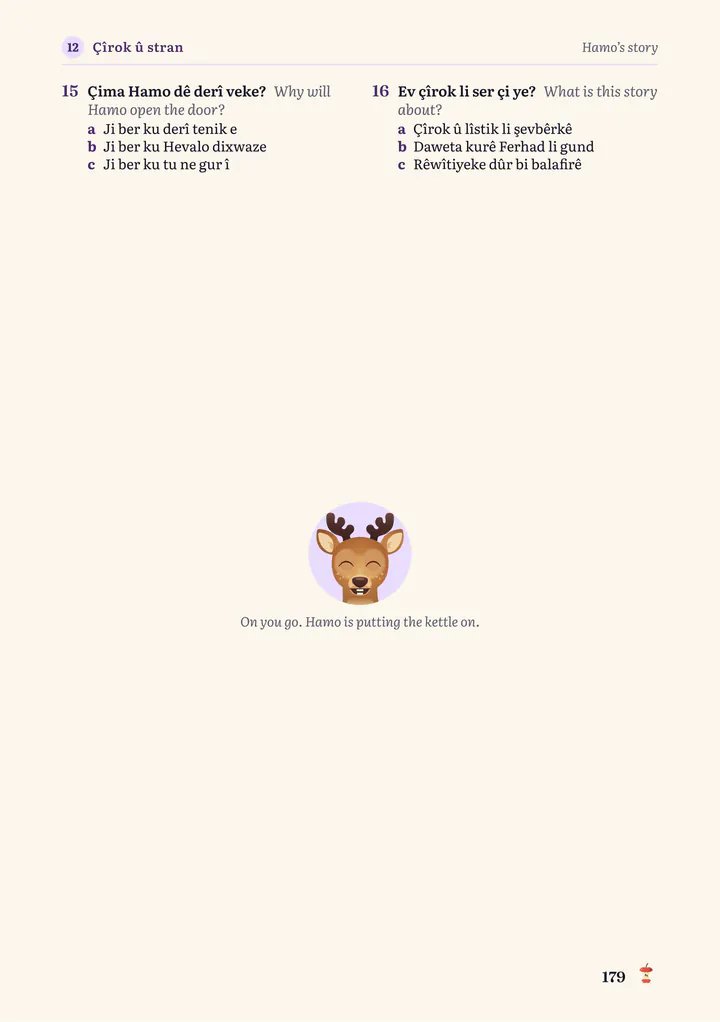 12 Çîrok û stran
Hamo's story
15 Çima Hamo dê derî veke? Why will
Hamo open the door?
a Ji ber ku derî tenik e
b Ji ber ku Hevalo dixwaze
c Ji ber ku tu ne gur î
16 Ev çîrok li ser çi ye? What is this story
about?
a Çîrok û lîstik li şevbêrkê
b Daweta kurê Ferhad li gund
c Rêwîtiyeke dûr bi balafirê
On you go. Hamo is putting the kettle on.
179